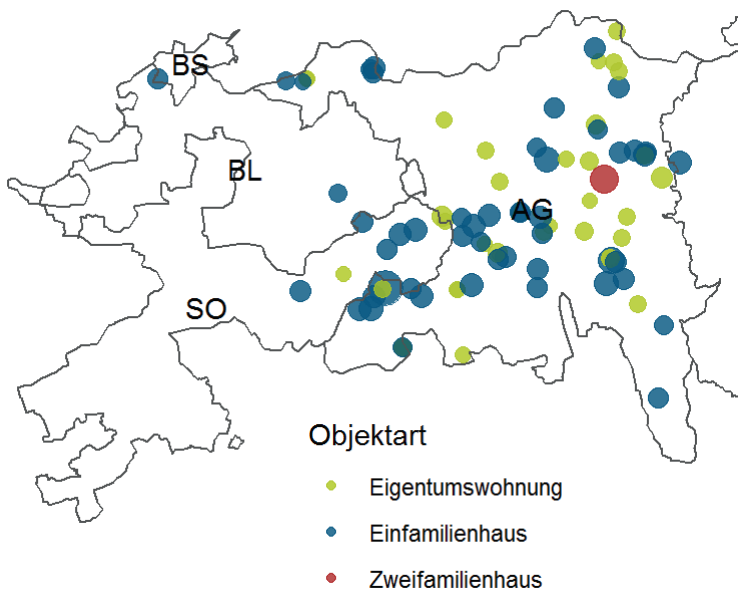 BS
BL
AG
SO
Objektart
Eigentumswohnung
Einfamilienhaus
Zweifamilienhaus